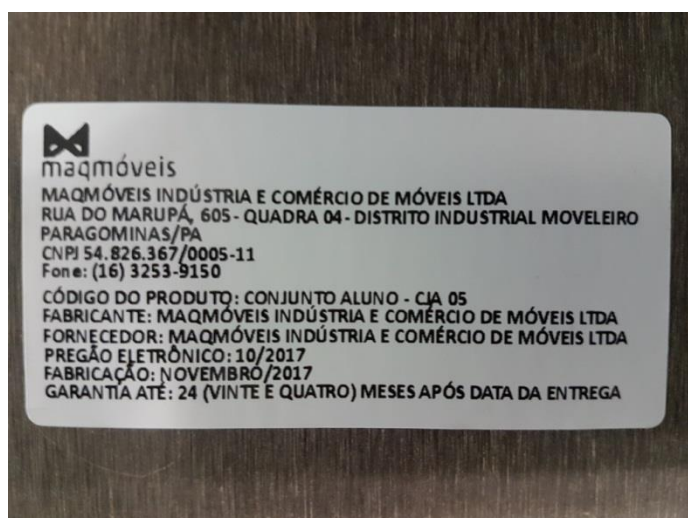 maqmóveis
MAQMÓVEIS INDÚSTRIA E COMÉRCIO DE MÓVEIS LTDA
RUA DO MARUPÁ, 605 - QUADRA 04 - DISTRITO INDUSTRIAL MOVELEIRO
PARAGOMINAS/PA
CNPJ 54.826.367/0005-11
Fone: (16) 3253-9150
CÓDIGO DO PRODUTO: CONJUNTO ALUNO - CJA 05
FABRICANTE: MAQMÓVEIS INDÚSTRIA E COMÉRCIO DE MÓVEIS LTDA
FORNECEDOR: MAQMÓVEIS INDÚSTRIA E COMÉRCIO DE MÓVEIS LTDA
PREGÃO ELETRÔNICO: 10/2017
FABRICAÇÃO: NOVEMBRO/2017
GARANTIA ATÉ: 24 (VINTE E QUATRO) MESES APÓS DATA DA ENTREGA